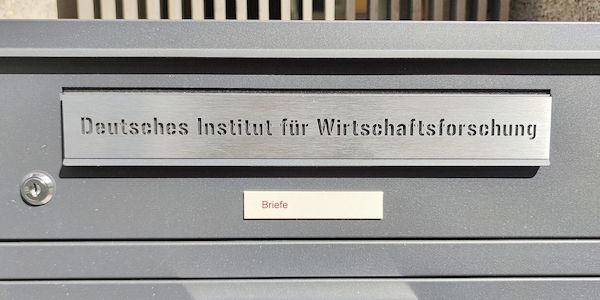 Deutsches Institut für Wirtschaftsforschung
Briefe